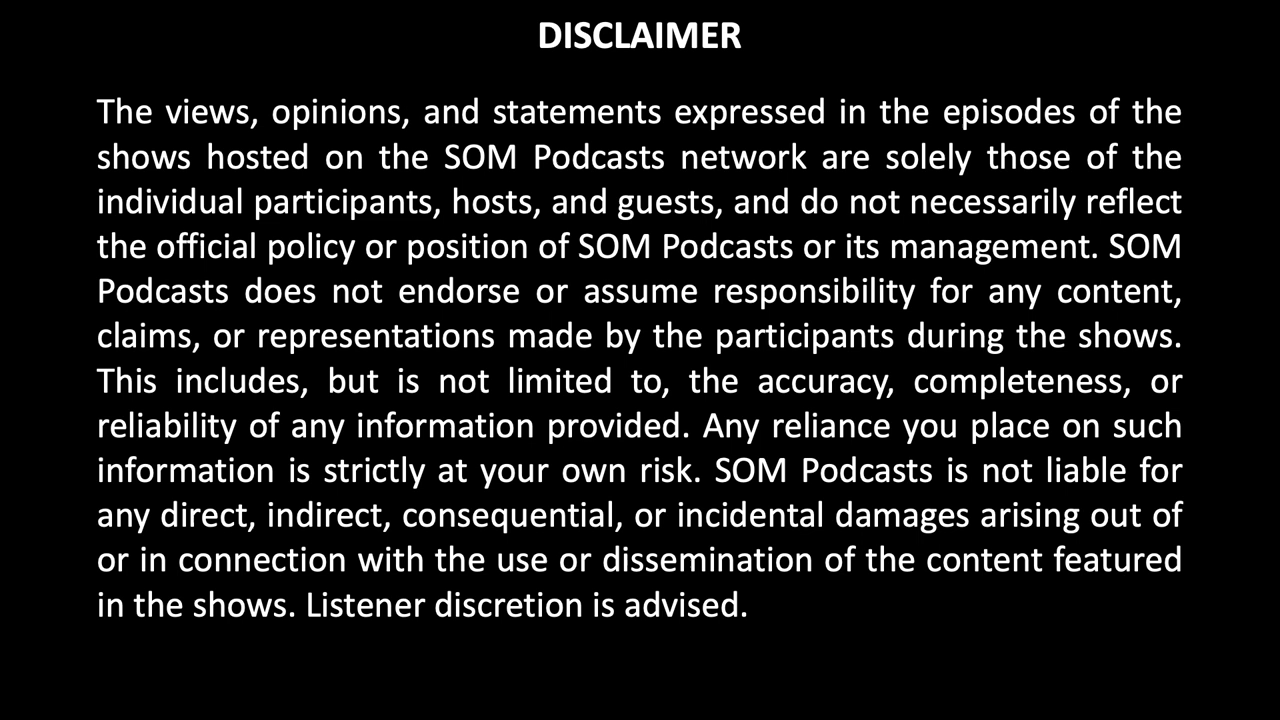 DISCLAIMER
The views, opinions, and statements expressed in the episodes of the
shows hosted on the SOM Podcasts network are solely those of the
individual participants, hosts, and guests, and do not necessarily reflect
the official policy or position of SOM Podcasts or its management. SOM
Podcasts does not endorse or assume responsibility for any content,
claims, or representations made by the participants during the shows.
This includes, but is not limited to, the accuracy, completeness, or
reliability of any information provided. Any reliance you place on such
information is strictly at your own risk. SOM Podcasts is not liable for
any direct, indirect, consequential, or incidental damages arising out of
or in connection with the use or dissemination of the content featured
in the shows. Listener discretion is advised.